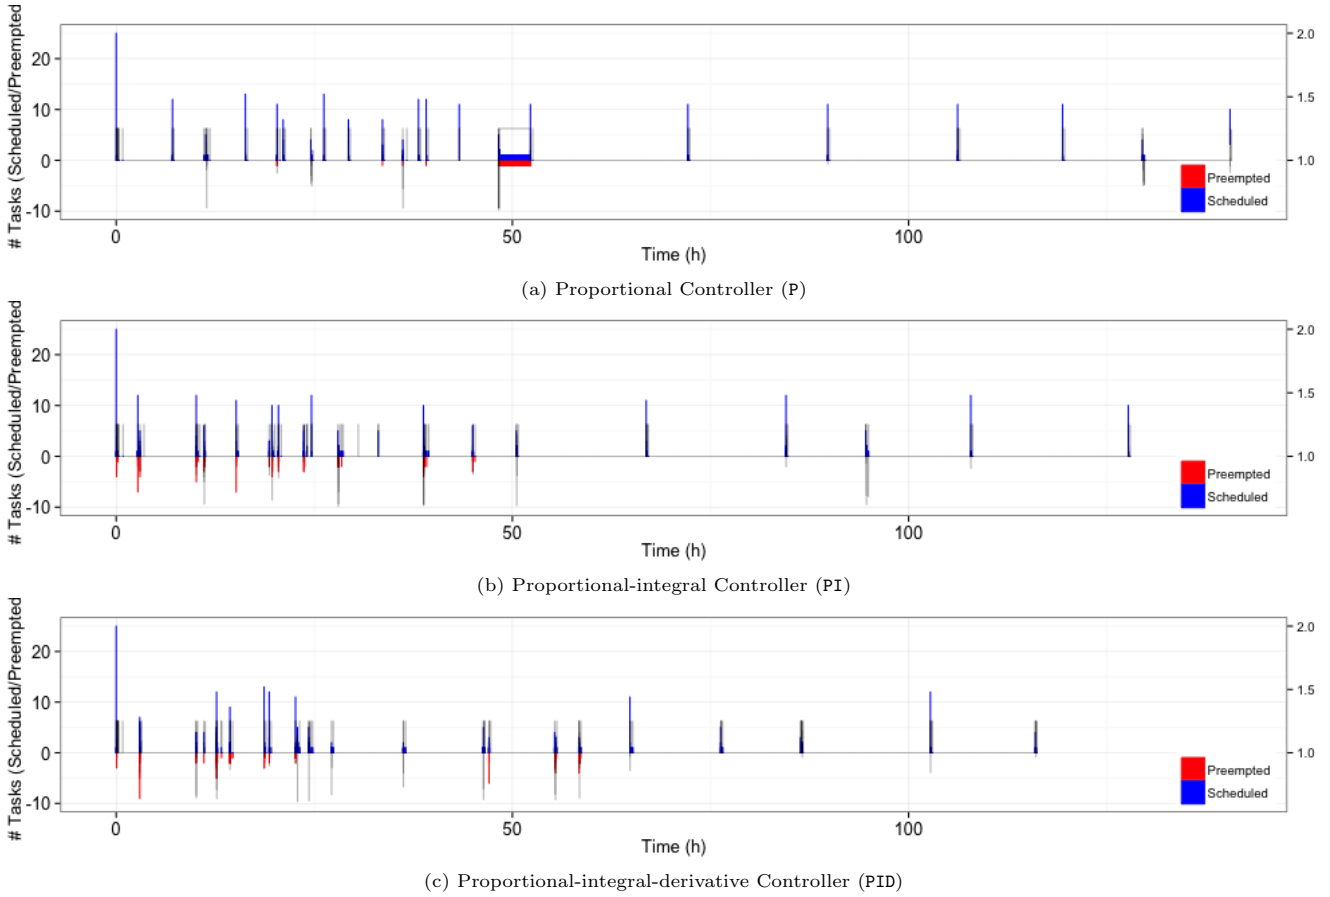 # Tasks (Scheduled/Preempted
20
10
0
-10
2.0
1.5
1.0
Preempted
Scheduled
0
50
100
Time (h)
(a) Proportional Controller (P)
# Tasks (Scheduled/Preempted
20
10
0
-10
2.0
1.5
1.0
Preempted
Scheduled
0
50
100
Time (h)
(b) Proportional-integral Controller (PI)
# Tasks (Scheduled/Preempted
20
10
0
-10
2.0
1.5
1.0
Preempted
Scheduled
0
50
100
Time (h)
(c) Proportional-integral-derivative Controller (PID)